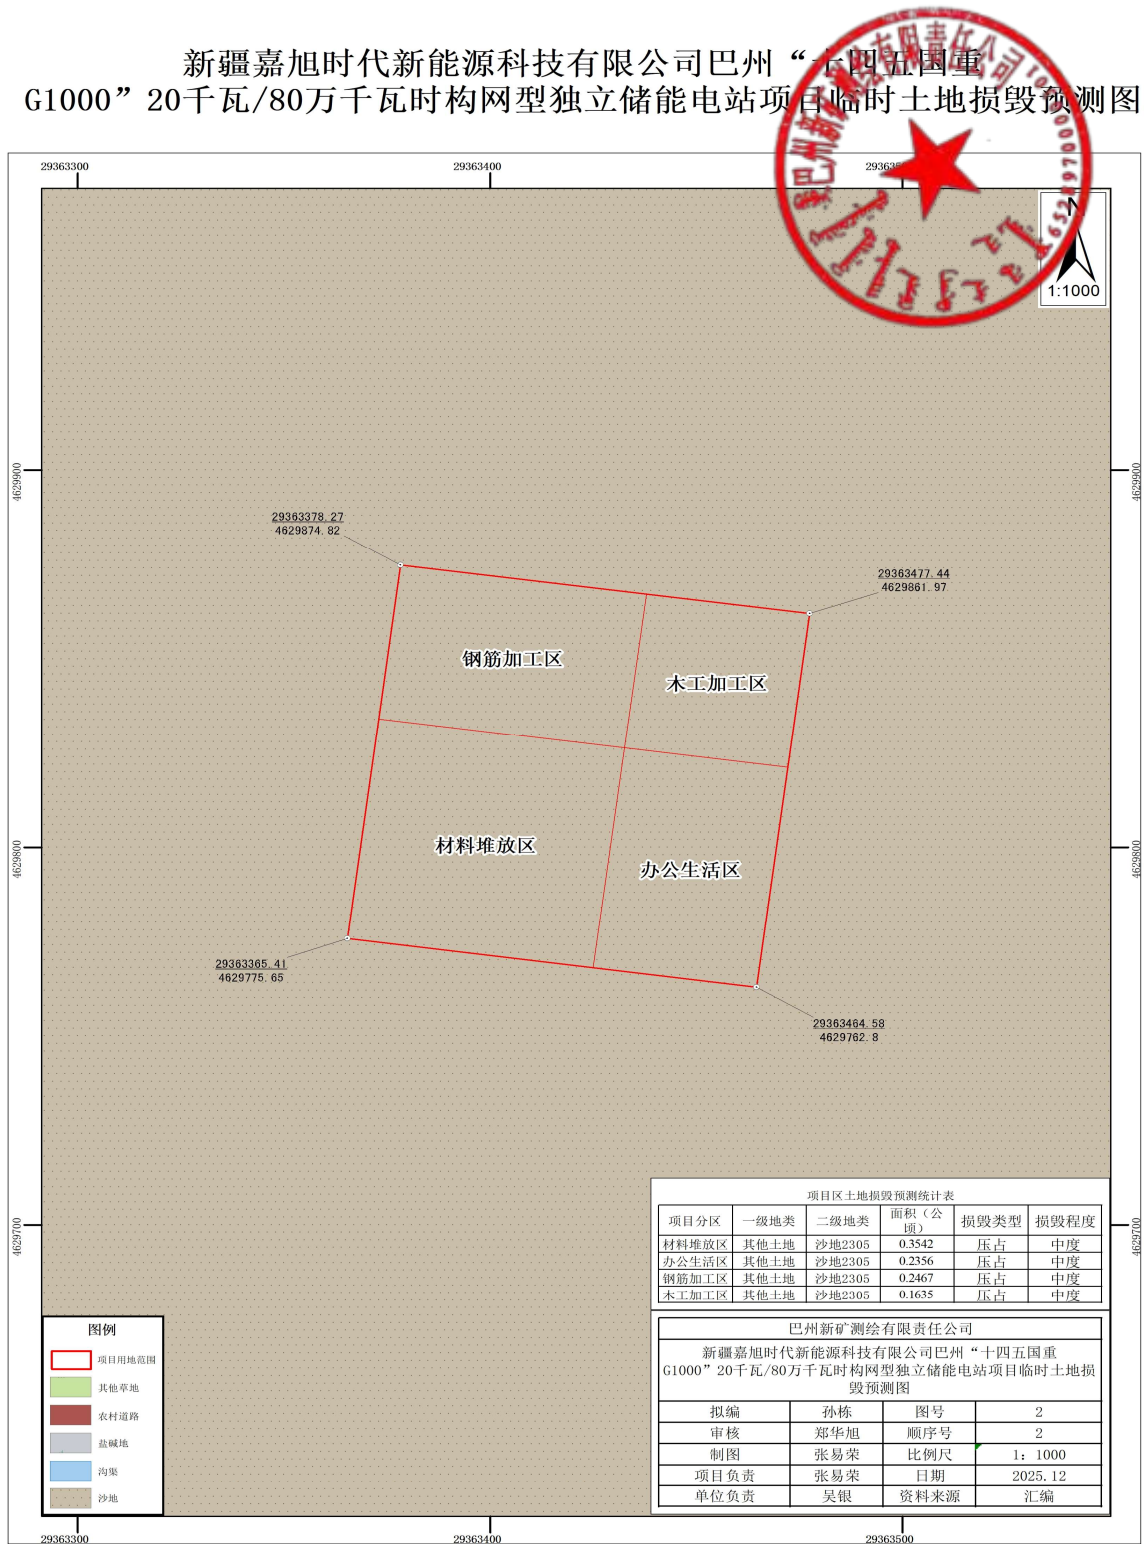 新疆嘉旭时代新能源科技有限公司巴州“十四五国重
G1000”20千瓦/80万千瓦时构网型独立储能电站项目临时土地损毁预测图
29363300
29363400
N
1:1000
4629900
4629900
29363378.27
4629874.82
29363477.44
4629861.97
钢筋加工区
木工加工区
4629800
4629800
材料堆放区
办公生活区
29363365.41
4629775.65
29363464.58
4629762.8
4629700
4629700
项目区土地损毁预测统计表
项目分区 一级地类 二级地类 面积（公顷） 损毁类型 损毁程度
材料堆放区 其他土地 沙地2305 0.3542 压占 中度
办公生活区 其他土地 沙地2305 0.2356 压占 中度
钢筋加工区 其他土地 沙地2305 0.2467 压占 中度
木工加工区 其他土地 沙地2305 0.1635 压占 中度
图例
项目用地范围
其他草地
农村道路
盐碱地
沟渠
沙地
巴州新矿测绘有限责任公司
新疆嘉旭时代新能源科技有限公司巴州“十四五国重
G1000”20千瓦/80万千瓦时构网型独立储能电站项目临时土地损
毁预测图
拟编 孙栋 图号 2
审核 郑华旭 顺序号 2
制图 张易荣 比例尺 1：1000
项目负责 张易荣 日期 2025.12
单位负责 吴银 资料来源 汇编
29363300
29363400
29363500